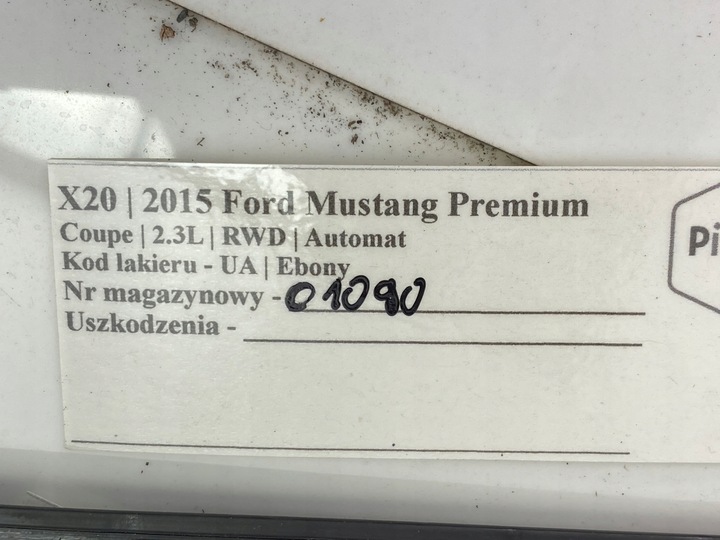 X20 | 2015 Ford Mustang Premium
Coupe | 2.3L | RWD | Automat
Kod lakieru - UA | Ebony
Nr magazynowy - 01090
Uszkodzenia -
Pi